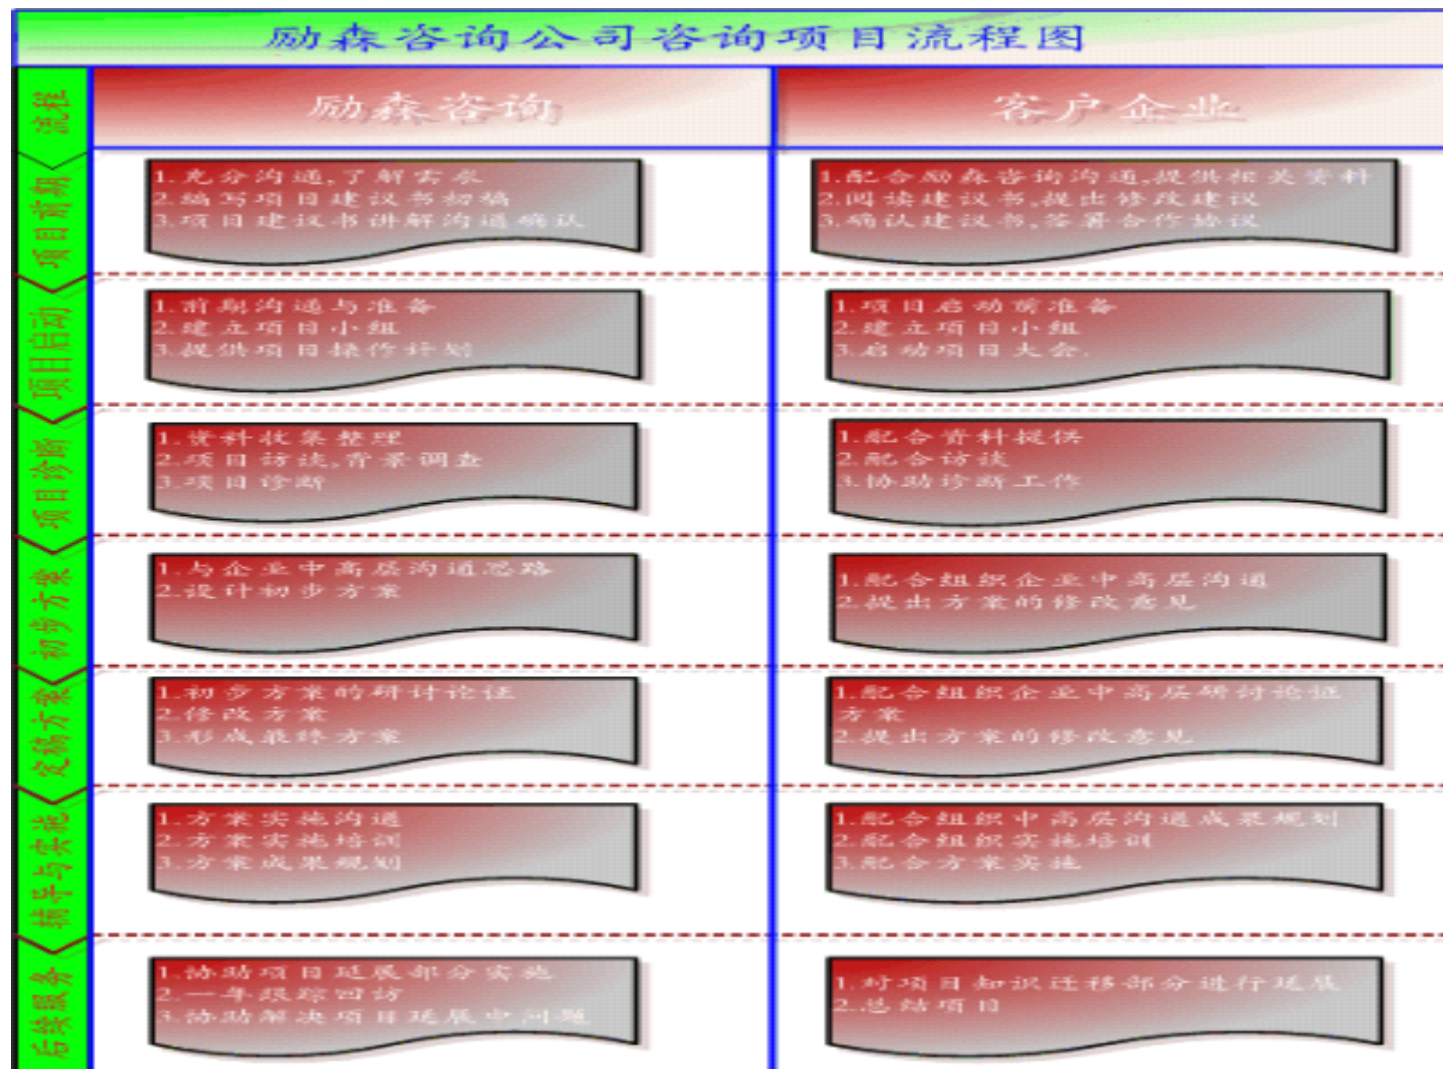 励森咨询公司咨询项目流程图
流程
励森咨询
客户企业
项目前期
1.充分沟通,了解需求
2.编写项目建议书初稿
3.项目建议书讲解沟通确认
1.配合励森咨询沟通,提供相关资料
2.阅读建议书,提出修改建议
3.确认建议书,签署合作协议
项目启动
1.前期沟通与准备
2.建立项目小组
3.提供项目操作计划
1.项目启动前准备
2.建立项目小组
3.启动项目大会.
项目诊断
1.资料收集整理
2.项目访谈,背景调查
3.项目诊断
1.配合资料提供
2.配合访谈
3.协助诊断工作
初步方案
1.与企业中高层沟通思路
2.设计初步方案
1.配合组织企业中高层沟通
2.提出方案的修改意见
定稿方案
1.初步方案的研讨论证
2.修改方案
3.形成最终方案
1.配合组织企业中高层研讨论证
方案
2.提出方案的修改意见
辅导与实施
1.方案实施沟通
2.方案实施培训
3.方案成果规划
1.配合组织中高层沟通成果规划
2.配合组织实施培训
3.配合方案实施
后续服务
1.协助项目延展部分实施
2.一年跟踪回访
3.协助解决项目延展中问题
1.对项目知识迁移部分进行延展
2.总结项目